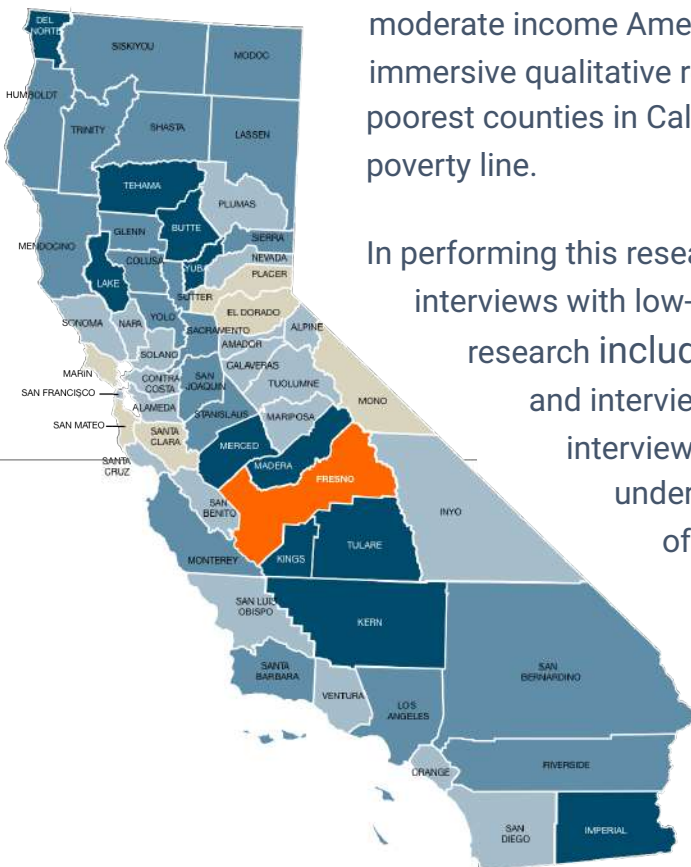 moderate income Ame
immersive qualitative r
poorest counties in Cal
poverty line.
In performing this resea
interviews with low-
research includ
and intervie
interview
under
of
DEL
NORTE
SISKIYOU
MODOC
HUMBOLDT
TRINITY
SHASTA
LASSEN
TEHAMA
PLUMAS
MENDOCINO
GLENN
BUTTE
SIERRA
LAKE
COLUSA
YUBA
NEVADA
PLACER
SUTTER
SONOMA
NAPA
YOLO
EL DORADO
SACRAMENTO
ALPINE
AMADOR
SOLANO
CALAVERAS
MARIN
CONTRA
COSTA
SAN
JOAQUIN
TUOLUMNE
SAN FRANCISCO
ALAMEDA
STANISLAUS
MARIPOSA
MONO
SAN MATEO
SANTA
CLARA
MERCED
SANTA
CRUZ
MADERA
FRESNO
SAN
BENITO
INYO
MONTEREY
KINGS
TULARE
SAN LUIS
OBISPO
KERN
SANTA
BARBARA
VENTURA
LOS
ANGELES
SAN
BERNARDINO
ORANGE
RIVERSIDE
SAN
DIEGO
IMPERIAL